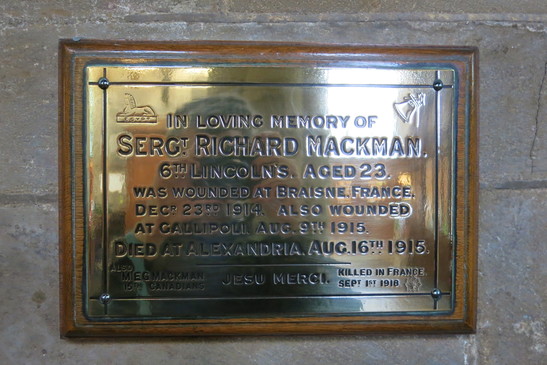 IN LOVING MEMORY OF
SERGT RICHARD MACKMAN.
6TH LINCOLN'S. AGED 23.
WAS WOUNDED AT BRAISNE, FRANCE,
DECR 23RD 1914. ALSO WOUNDED
AT GALLIPOLI, AUG. 9TH 1915.
DIED AT ALEXANDRIA, AUG. 16TH 1915.
ALSO
MACKMAN
15TH CANADIANS
JESU MERCI.
KILLED IN FRANCE
SEPT 1ST 1918